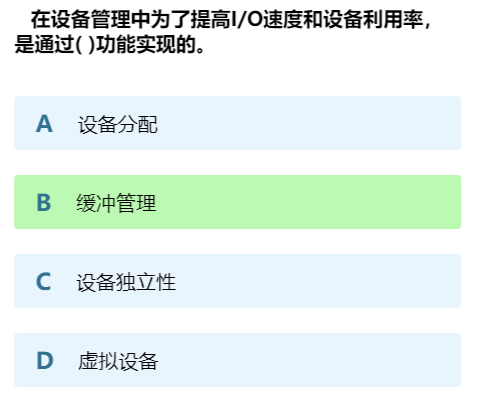 在设备管理中为了提高I/O速度和设备利用率，
是通过( )功能实现的。
A 设备分配
B 缓冲管理
C 设备独立性
D 虚拟设备